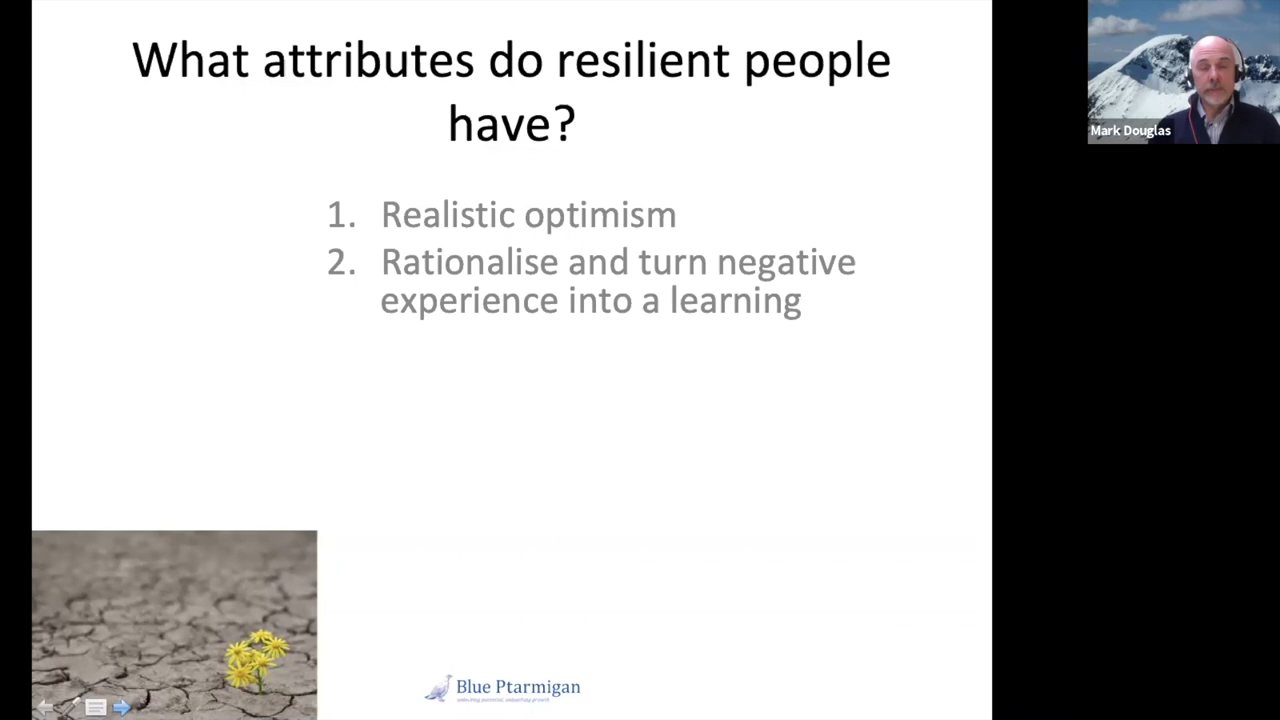 What attributes do resilient people
have?
1. Realistic optimism
2. Rationalise and turn negative
experience into a learning
Mark Douglas
Blue Ptarmigan